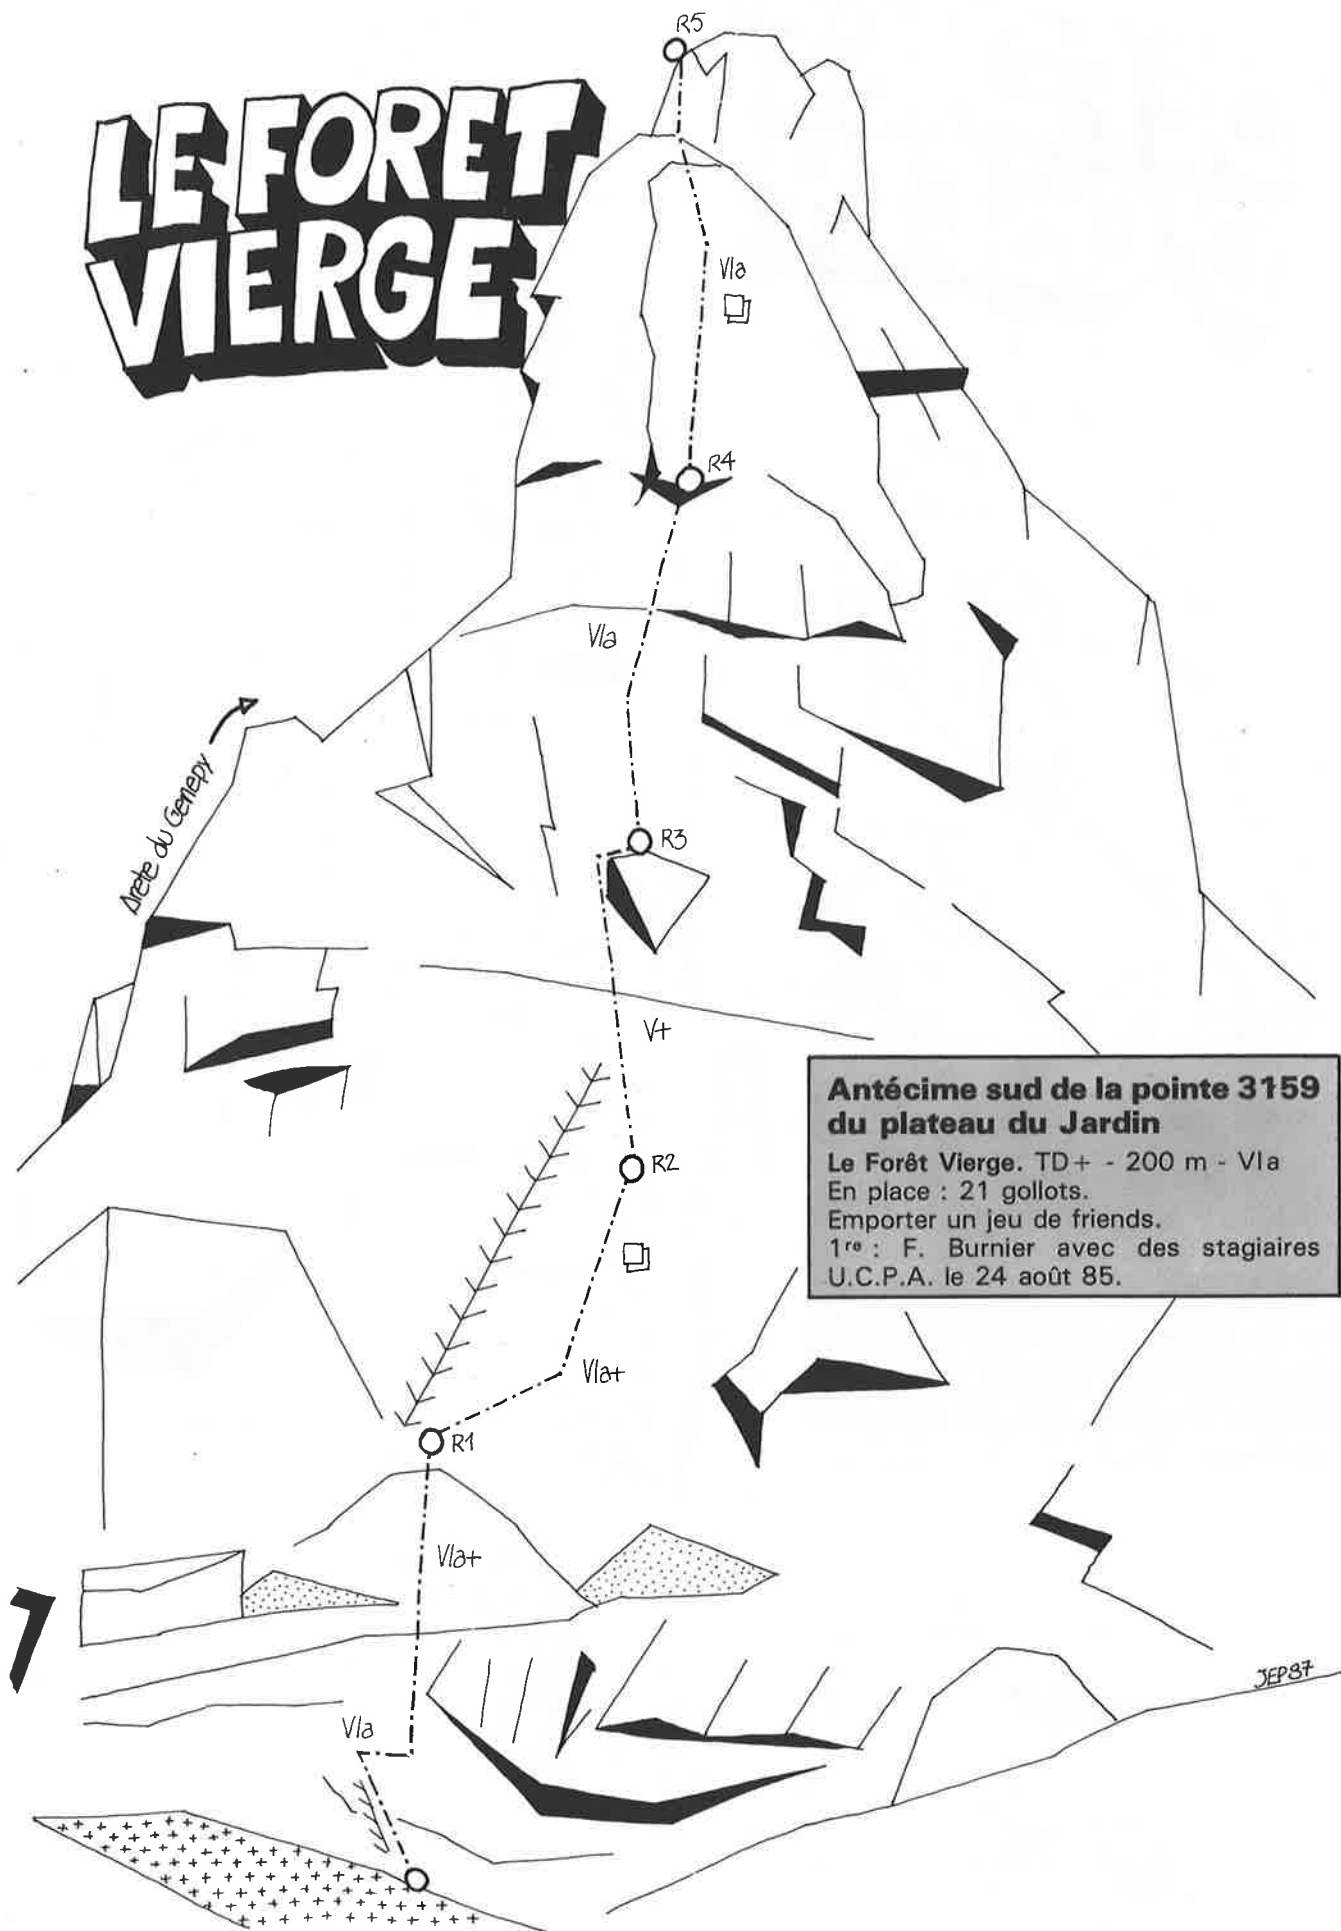 LE FORET
VIERGE
R5
VIa
R4
VIa
Arete du Genepy
R3
V+
R2
VIa+
R1
VIa+
VIa
Antécime sud de la pointe 3159
du plateau du Jardin
Le Forêt Vierge. TD+ - 200 m - VIa
En place : 21 gollots.
Emporter un jeu de friends.
1re : F. Burnier avec des stagiaires
U.C.P.A. le 24 août 85.
JEP87